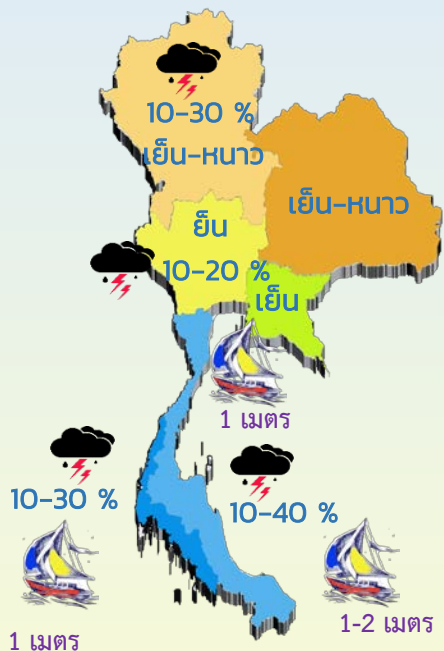 10-30 %
เย็น-หนาว
เย็น-หนาว
ย็น
10-20 %
เย็น
1 เมตร
10-30 %
10-40 %
1 เมตร
1-2 เมตร